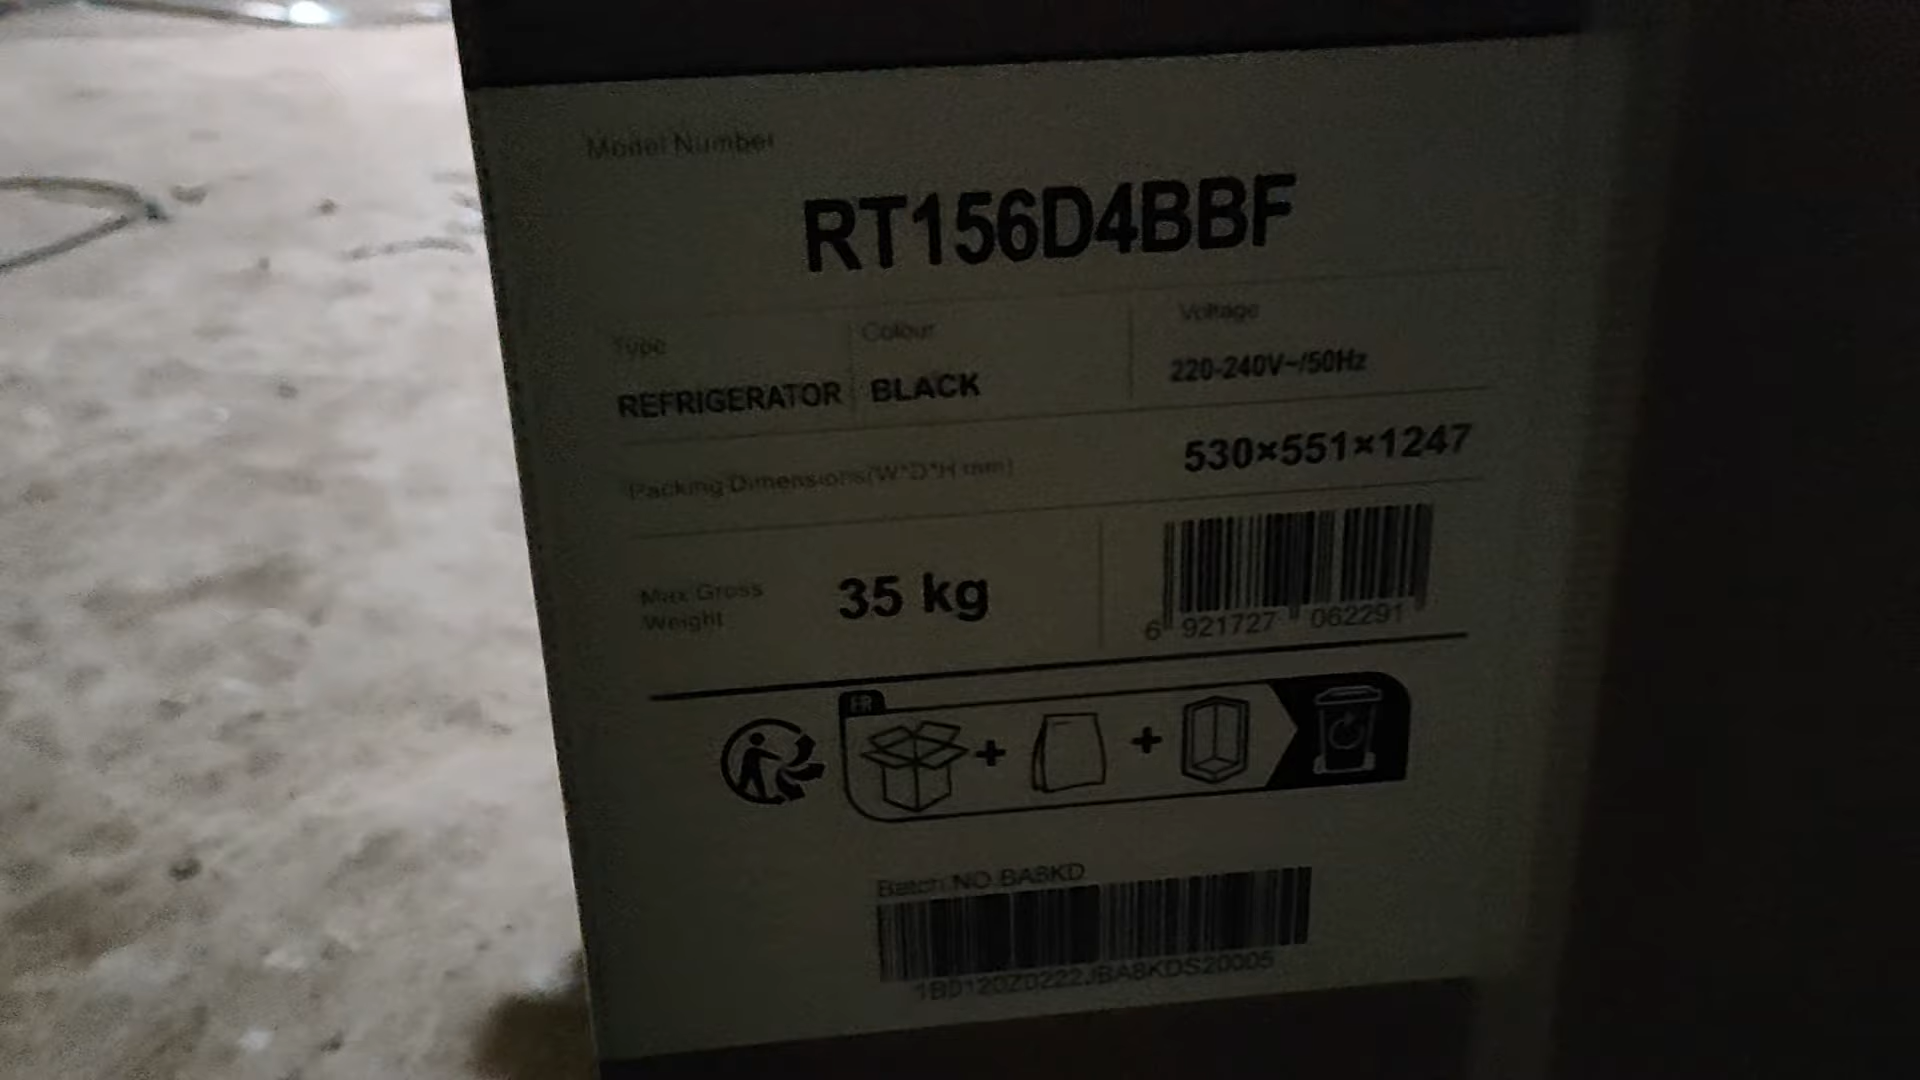 Model Number
RT156D4BBF
Type Colour Voltage
REFRIGERATOR BLACK 220-240V~/50Hz
Packing Dimensions(W*D*H mm) 530×551×1247
Max Gross
Weight
35 kg
6 921727 062291
FR
Batch NO.BA8KD